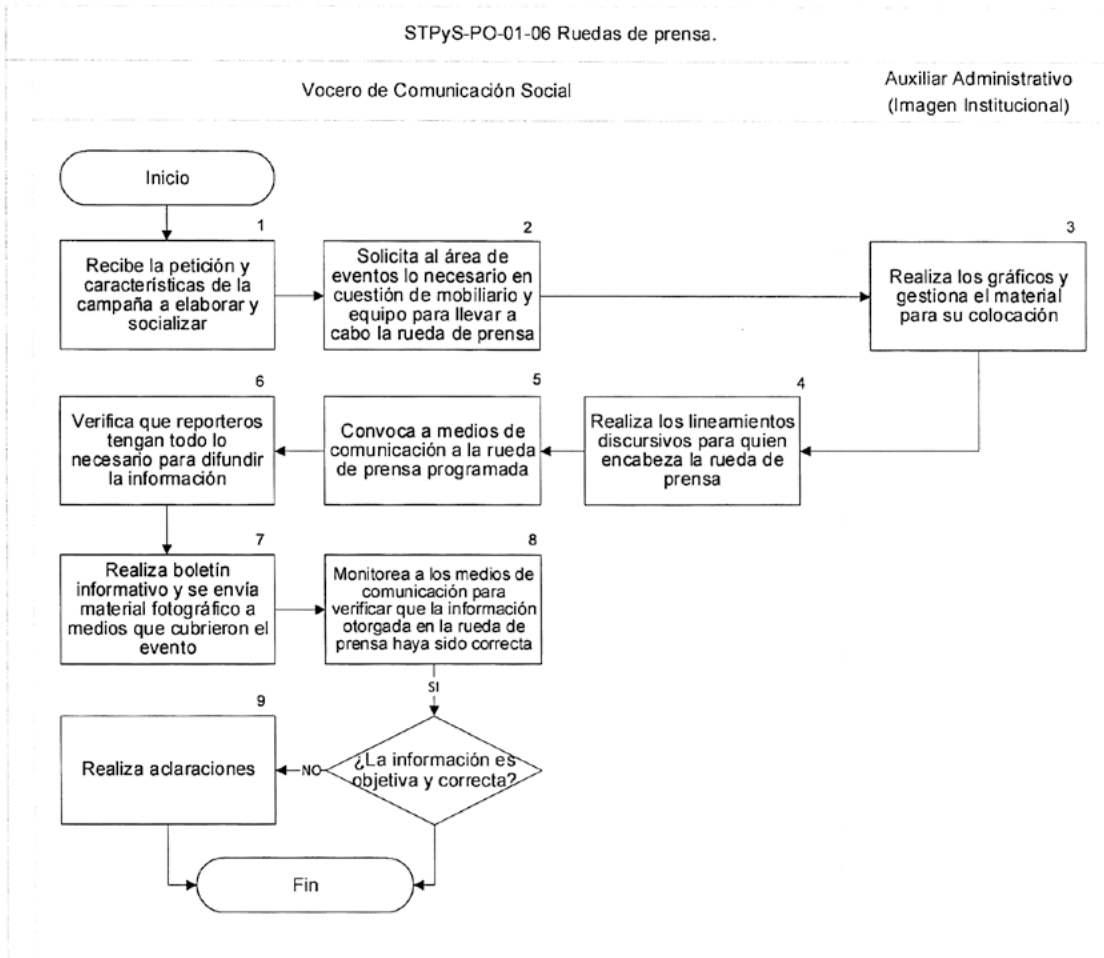 STPyS-PO-01-06 Ruedas de prensa.
Vocero de Comunicación Social
Auxiliar Administrativo
(Imagen Institucional)
Inicio
1
Recibe la petición y
características de la
campaña a elaborar y
socializar
2
Solicita al área de
eventos lo necesario en
cuestión de mobiliario y
equipo para llevar a
cabo la rueda de prensa
3
Realiza los gráficos y
gestiona el material
para su colocación
4
Realiza los lineamientos
discursivos para quien
encabeza la rueda de
prensa
5
Convoca a medios de
comunicación a la rueda
de prensa programada
6
Verifica que reporteros
tengan todo lo
necesario para difundir
la información
7
Realiza boletín
informativo y se envía
material fotográfico a
medios que cubrieron el
evento
8
Monitorea a los medios de
comunicación para
verificar que la información
otorgada en la rueda de
prensa haya sido correcta
SI
¿La información es
objetiva y correcta?
NO
9
Realiza aclaraciones
Fin